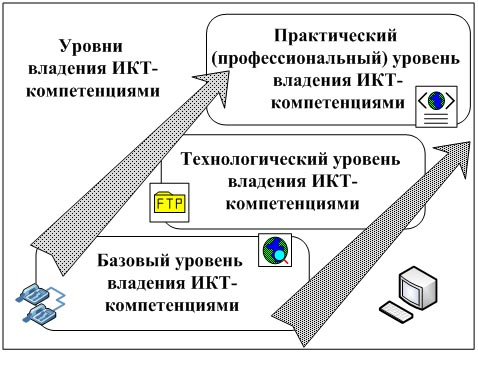 Уровни
владения ИКТ-
компетенциями
Практический
(профессиональный) уровень
владения ИКТ-
компетенциями
Технологический уровень
владения ИКТ-
компетенциями
FTP
Базовый уровень
владения ИКТ-
компетенциями